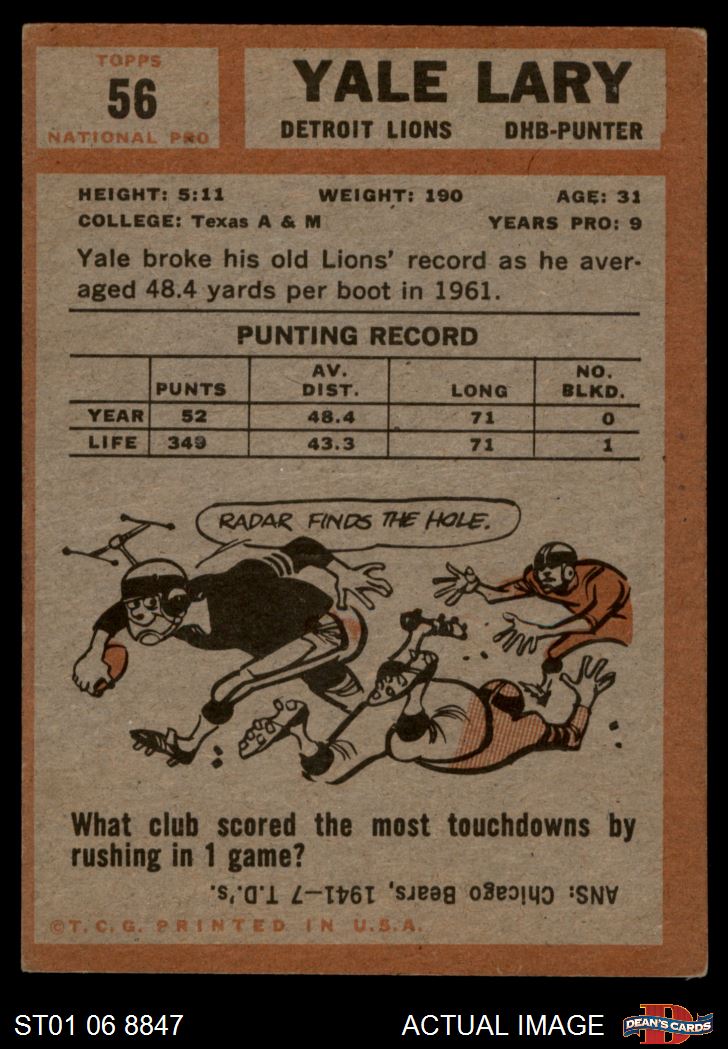 TOPPS
56
NATIONAL PRO
YALE LARY
DETROIT LIONS DHB-PUNTER
HEIGHT: 5:11 WEIGHT: 190 AGE: 31
COLLEGE: Texas A & M YEARS PRO: 9
Yale broke his old Lions' record as he aver-
aged 48.4 yards per boot in 1961.
PUNTING RECORD
PUNTS AV. DIST. LONG NO. BLKD.
YEAR 52 48.4 71 0
LIFE 349 43.3 71 1
RADAR FINDS THE HOLE.
What club scored the most touchdowns by
rushing in 1 game?
ANS: Chicago Bears, 1941—7 T.D.'s.
©T.C.G. PRINTED IN U.S.A.
ST01 06 8847 ACTUAL IMAGE
D
DEAN'S CARDS